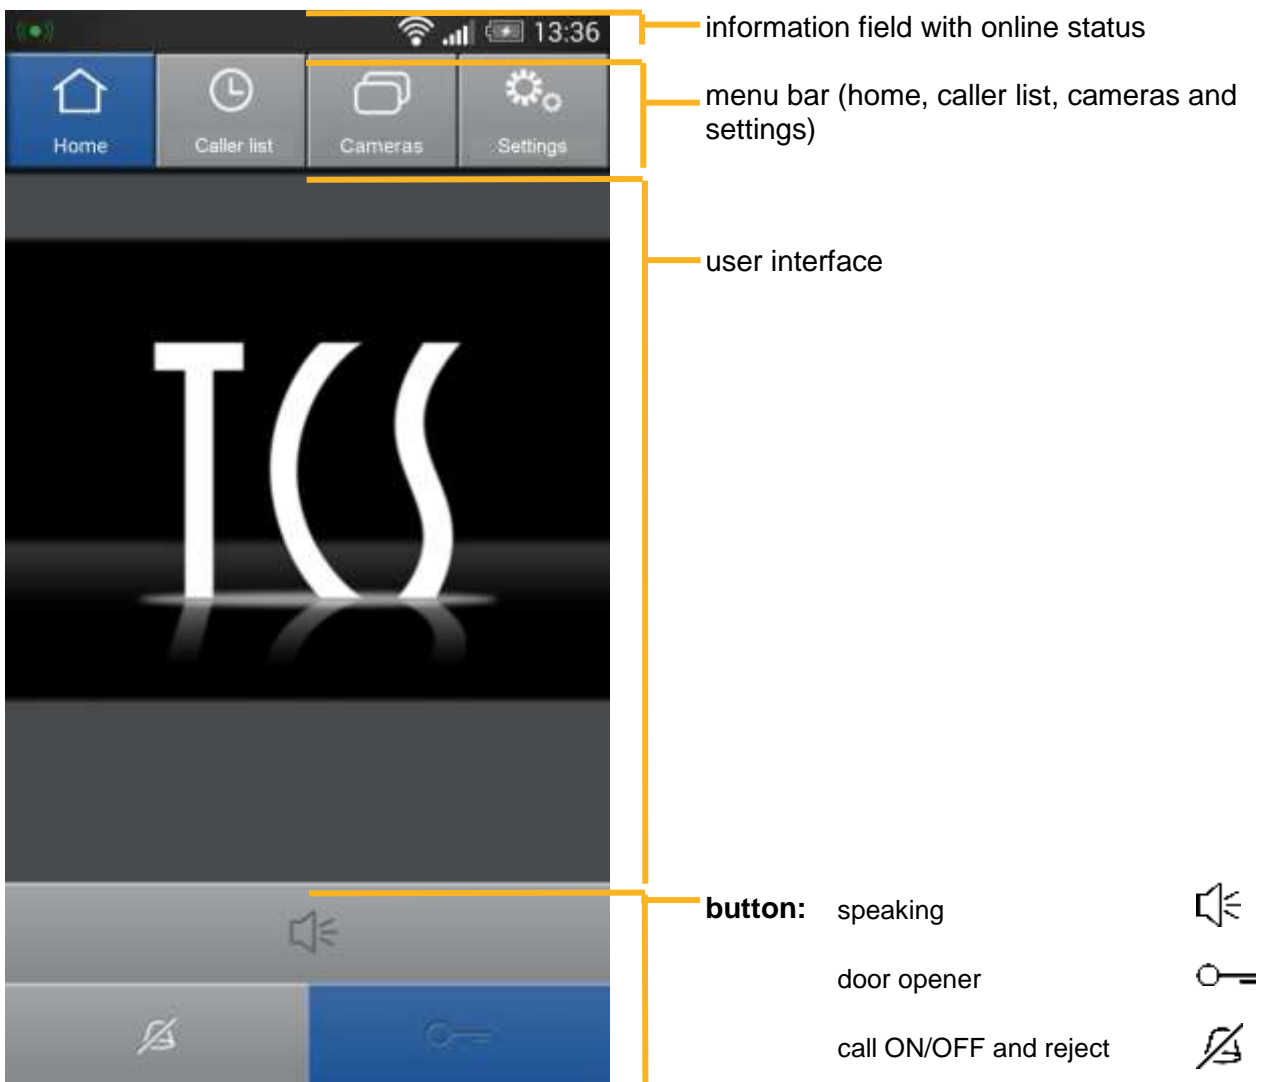 13:36
information field with online status
Home
Caller list
Cameras
Settings
menu bar (home, caller list, cameras and
settings)
user interface
TCS
button:
speaking
door opener
call ON/OFF and reject